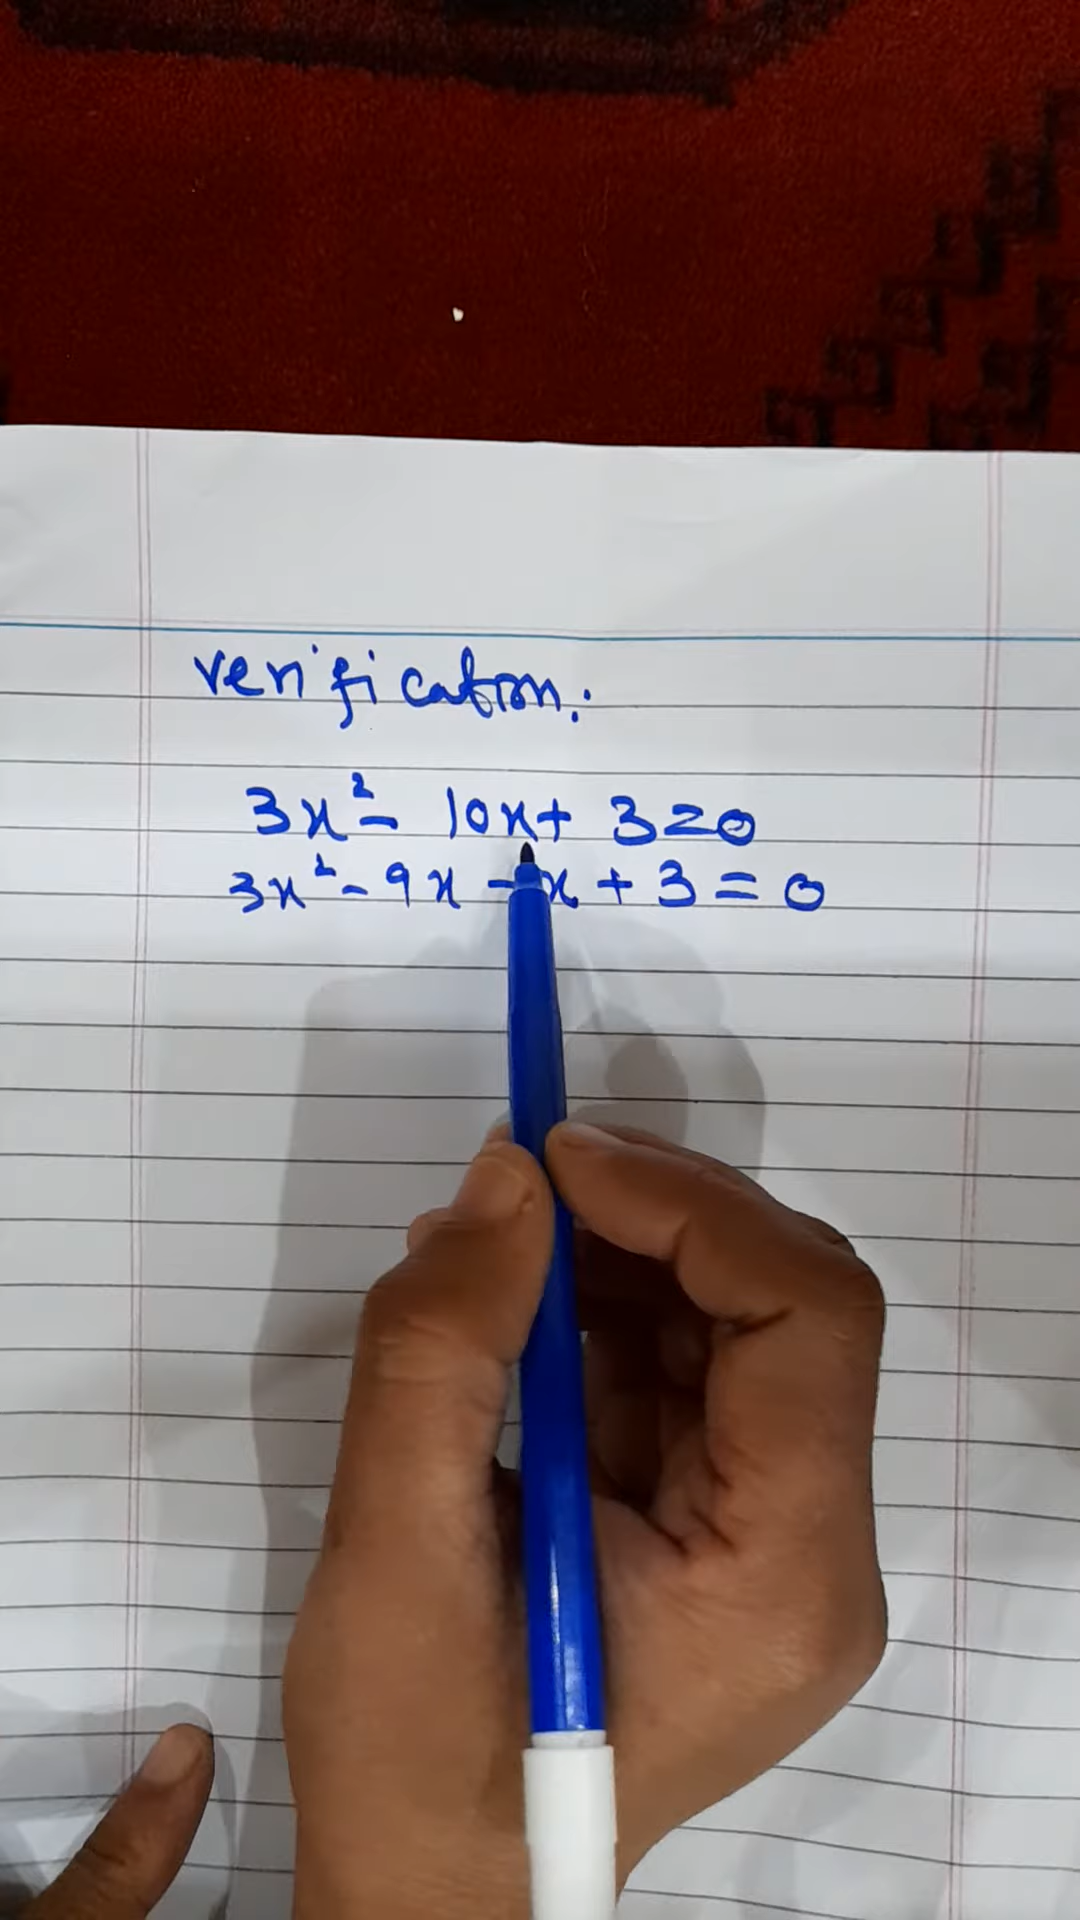 verification:
3x² - 10x + 3 = 0
3x² - 9x - x + 3 = 0